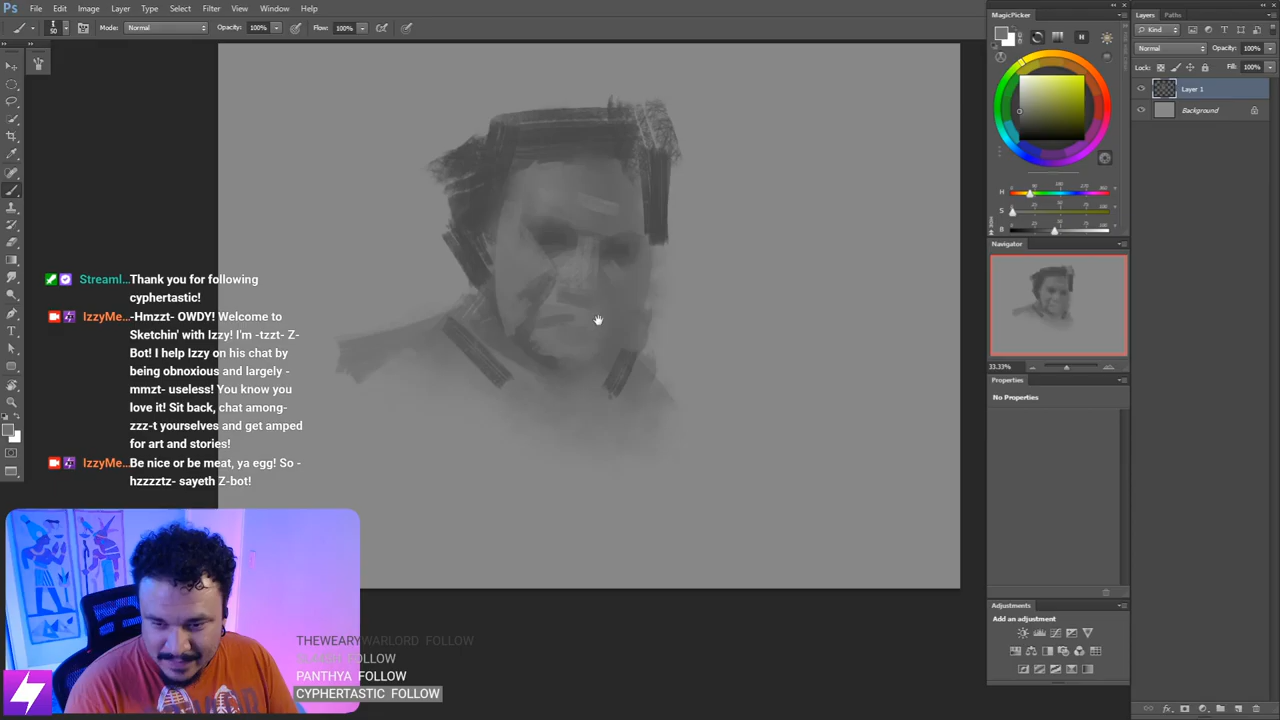 Ps File Edit Image Layer Type Select Filter View Window Help
50 Mode: Normal Opacity: 100% Flow: 100%
MagicPicker
H
H
S
B
Navigator
33.33%
Properties
No Properties
Adjustments
Add an adjustment
Layers Paths
Kind
Normal Opacity: 100%
Lock: Fill: 100%
Layer 1
Background
Streaml... Thank you for following
cyphertastic!
IzzyMe... -Hmzzt- OWDY! Welcome to
Sketchin' with Izzy! I'm -tzzt- Z-
Bot! I help Izzy on his chat by
being obnoxious and largely -
mmzt- useless! You know you
love it! Sit back, chat among-
zzz-t yourselves and get amped
for art and stories!
IzzyMe... Be nice or be meat, ya egg! So -
hzzzztz- sayeth Z-bot!
THEWEARYWARLORD FOLLOW
FOLLOW
PANTHYA FOLLOW
CYPHERTASTIC FOLLOW